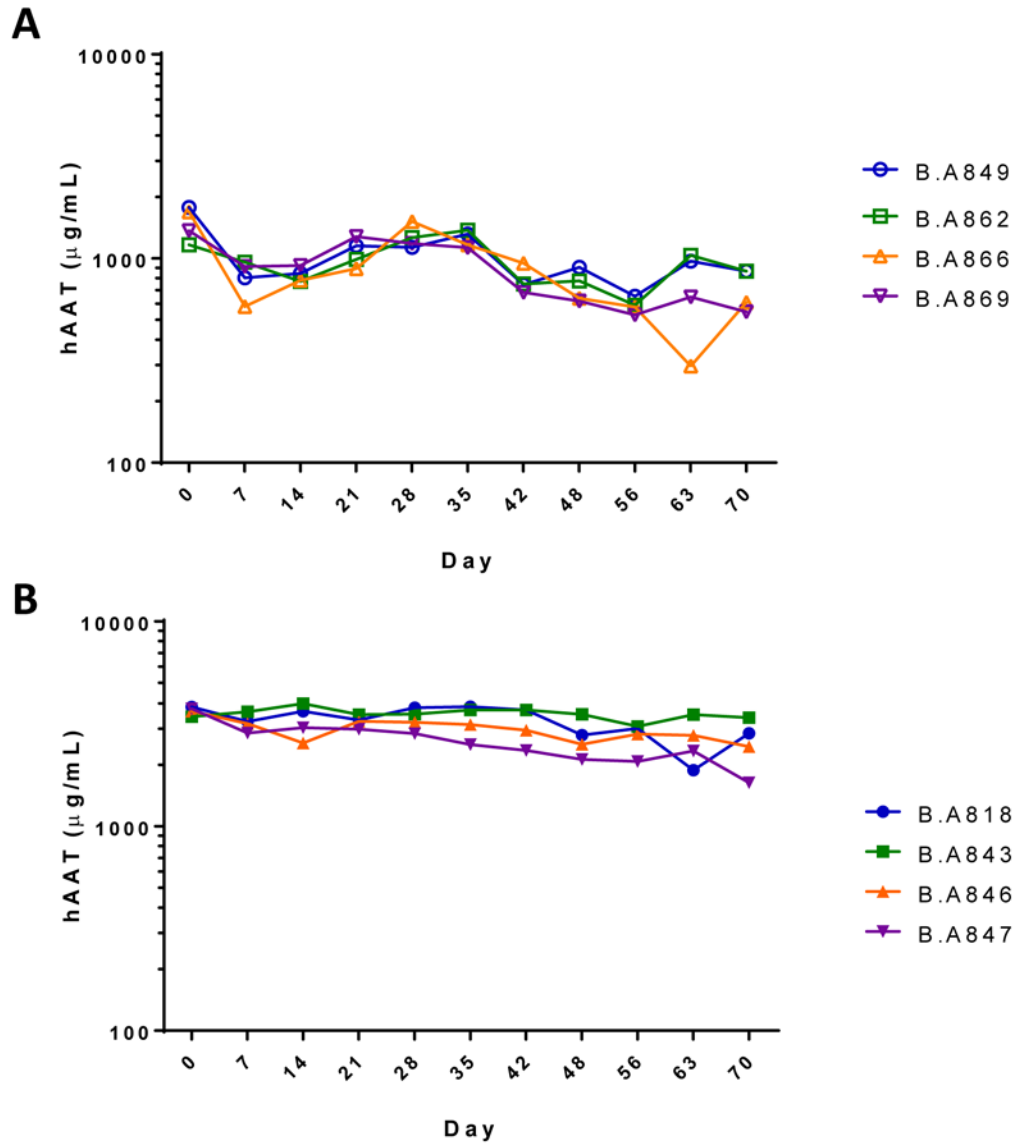 A
10000
1000
100
hAAT (μg/mL)
0 7 14 21 28 35 42 48 56 63 70
Day
B.A849
B.A862
B.A866
B.A869
B
10000
1000
100
hAAT (μg/mL)
0 7 14 21 28 35 42 48 56 63 70
Day
B.A818
B.A843
B.A846
B.A847